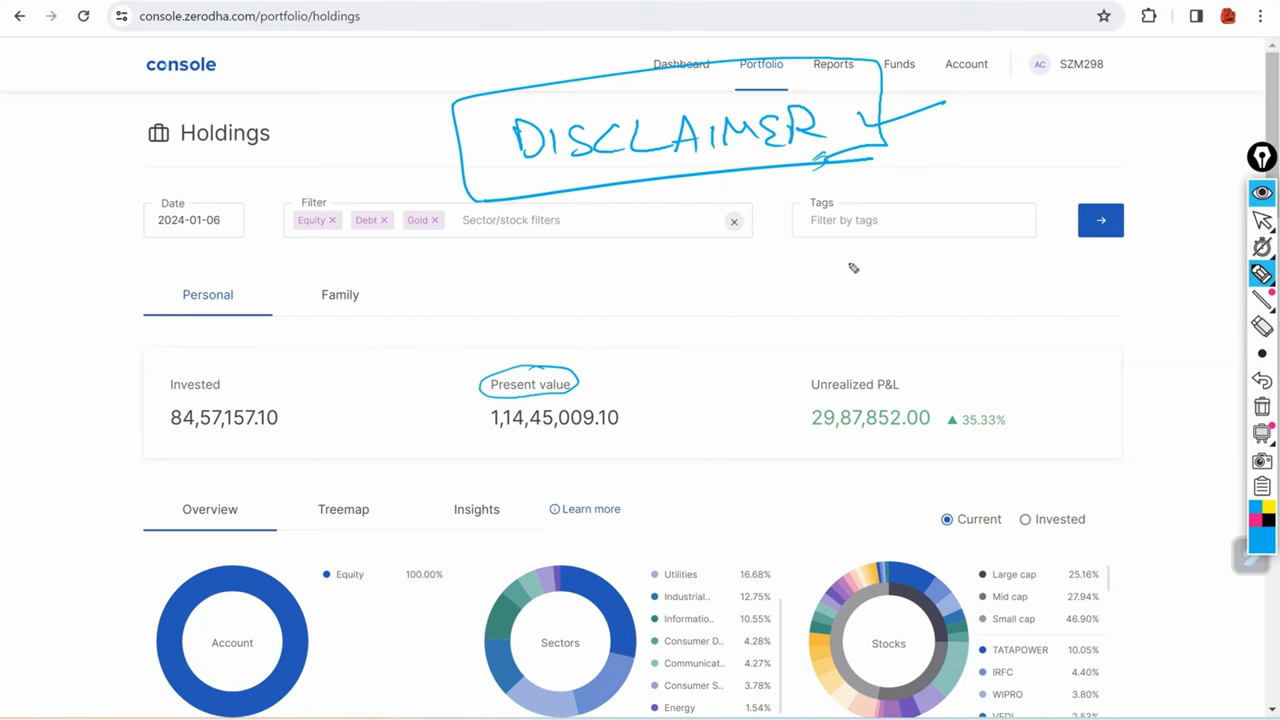 console.zerodha.com/portfolio/holdings
console Dashboard Portfolio Reports Funds Account AC SZM298
DISCLAIMER
Holdings
Date Filter Tags
2024-01-06 Equity × Debt × Gold × Sector/stock filters Filter by tags
Personal Family
Invested Present value Unrealized P&L
84,57,157.10 1,14,45,009.10 29,87,852.00 ▲ 35.33%
Overview Treemap Insights Learn more Current Invested
Equity 100.00%
Account
Utilities 16.68%
Industrial.. 12.75%
Informatio.. 10.55%
Consumer D.. 4.28%
Communicat.. 4.27%
Consumer S.. 3.78%
Energy 1.54%
Sectors
Large cap 25.16%
Mid cap 27.94%
Small cap 46.90%
TATAPOWER 10.05%
IRFC 4.40%
WIPRO 3.80%
VEDL 2.53%
Stocks